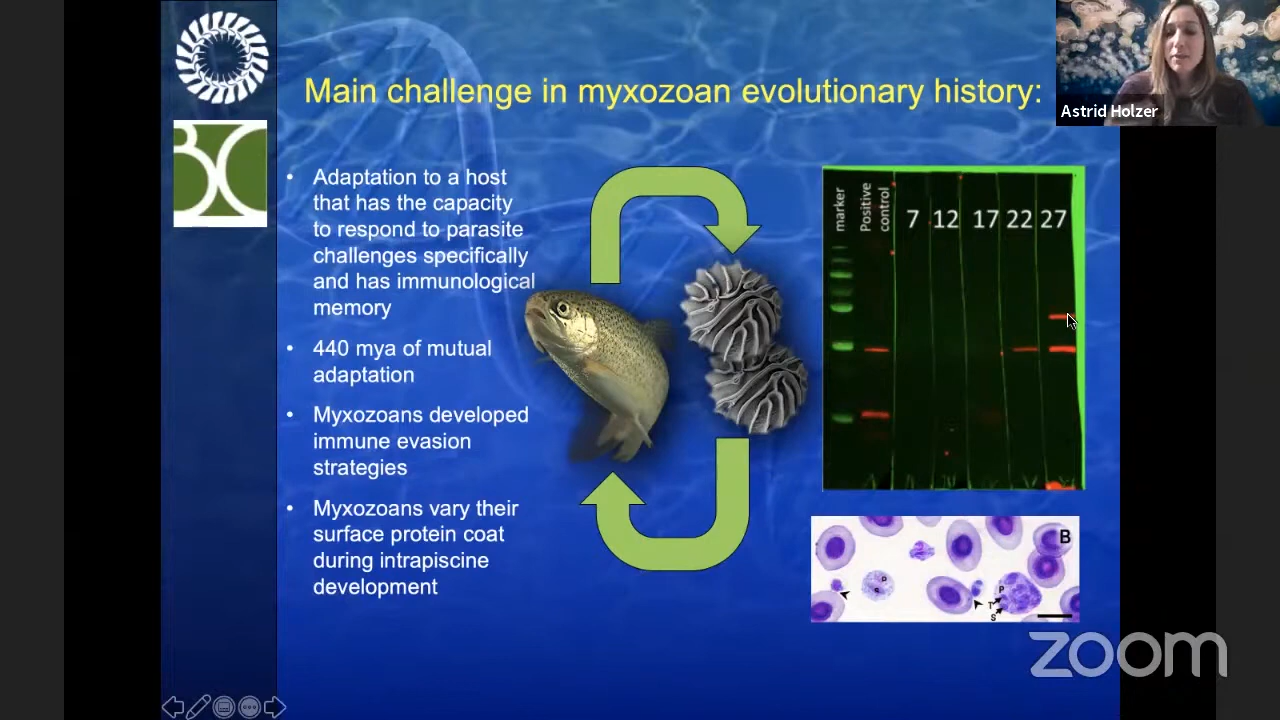 Main challenge in myxozoan evolutionary history:
Astrid Holzer
• Adaptation to a host
that has the capacity
to respond to parasite
challenges specifically
and has immunological
memory
• 440 mya of mutual
adaptation
• Myxozoans developed
immune evasion
strategies
• Myxozoans vary their
surface protein coat
during intrapiscine
development
marker
Positive
control
7 12 17 22 27
B
P
T
S
zoom